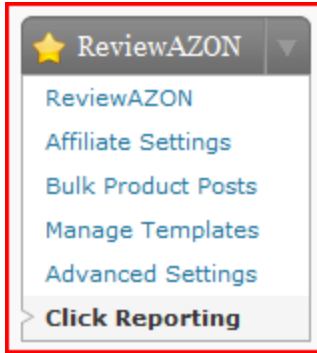 ReviewAZON
ReviewAZON
Affiliate Settings
Bulk Product Posts
Manage Templates
Advanced Settings
Click Reporting